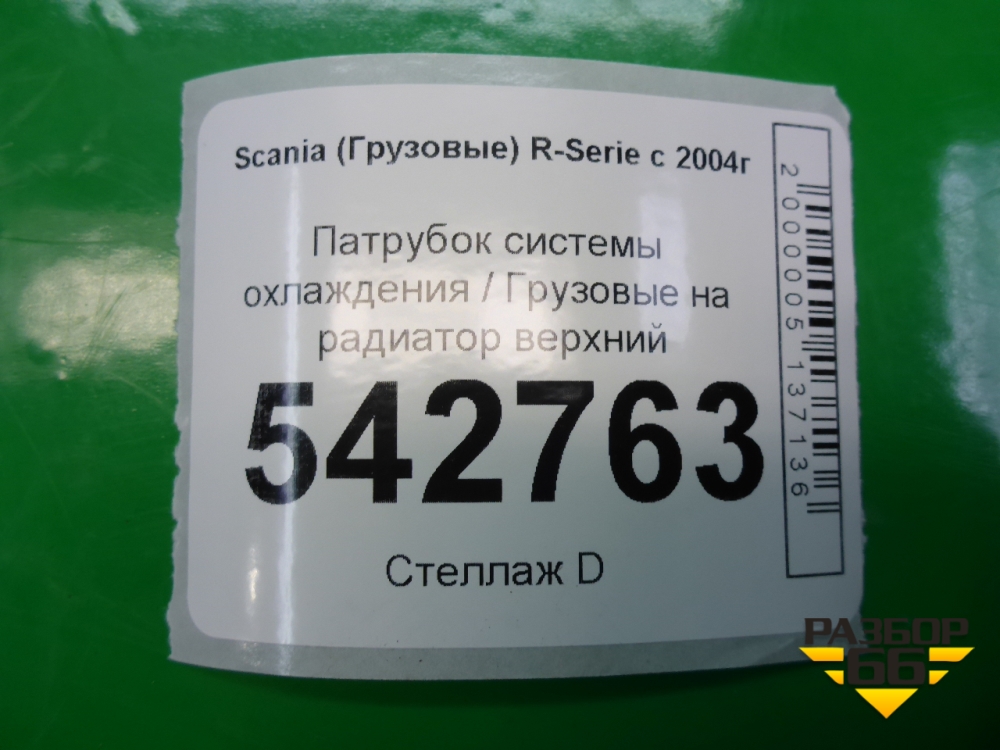 Scania (Грузовые) R-Serie с 2004г
Патрубок системы
охлаждения / Грузовые на
радиатор верхний
542763
Стеллаж D
2000005137136
РАЗБОР
66